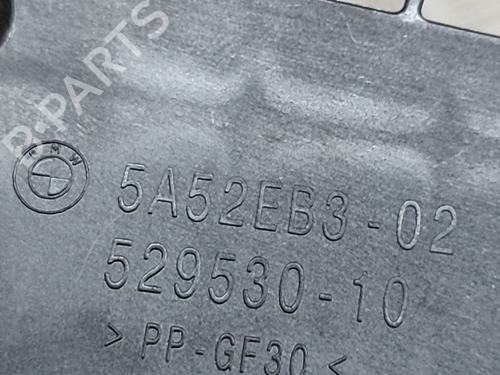 B-PARTS
BMW
5A52EB3-02
529530-10
> PP-GF30 <